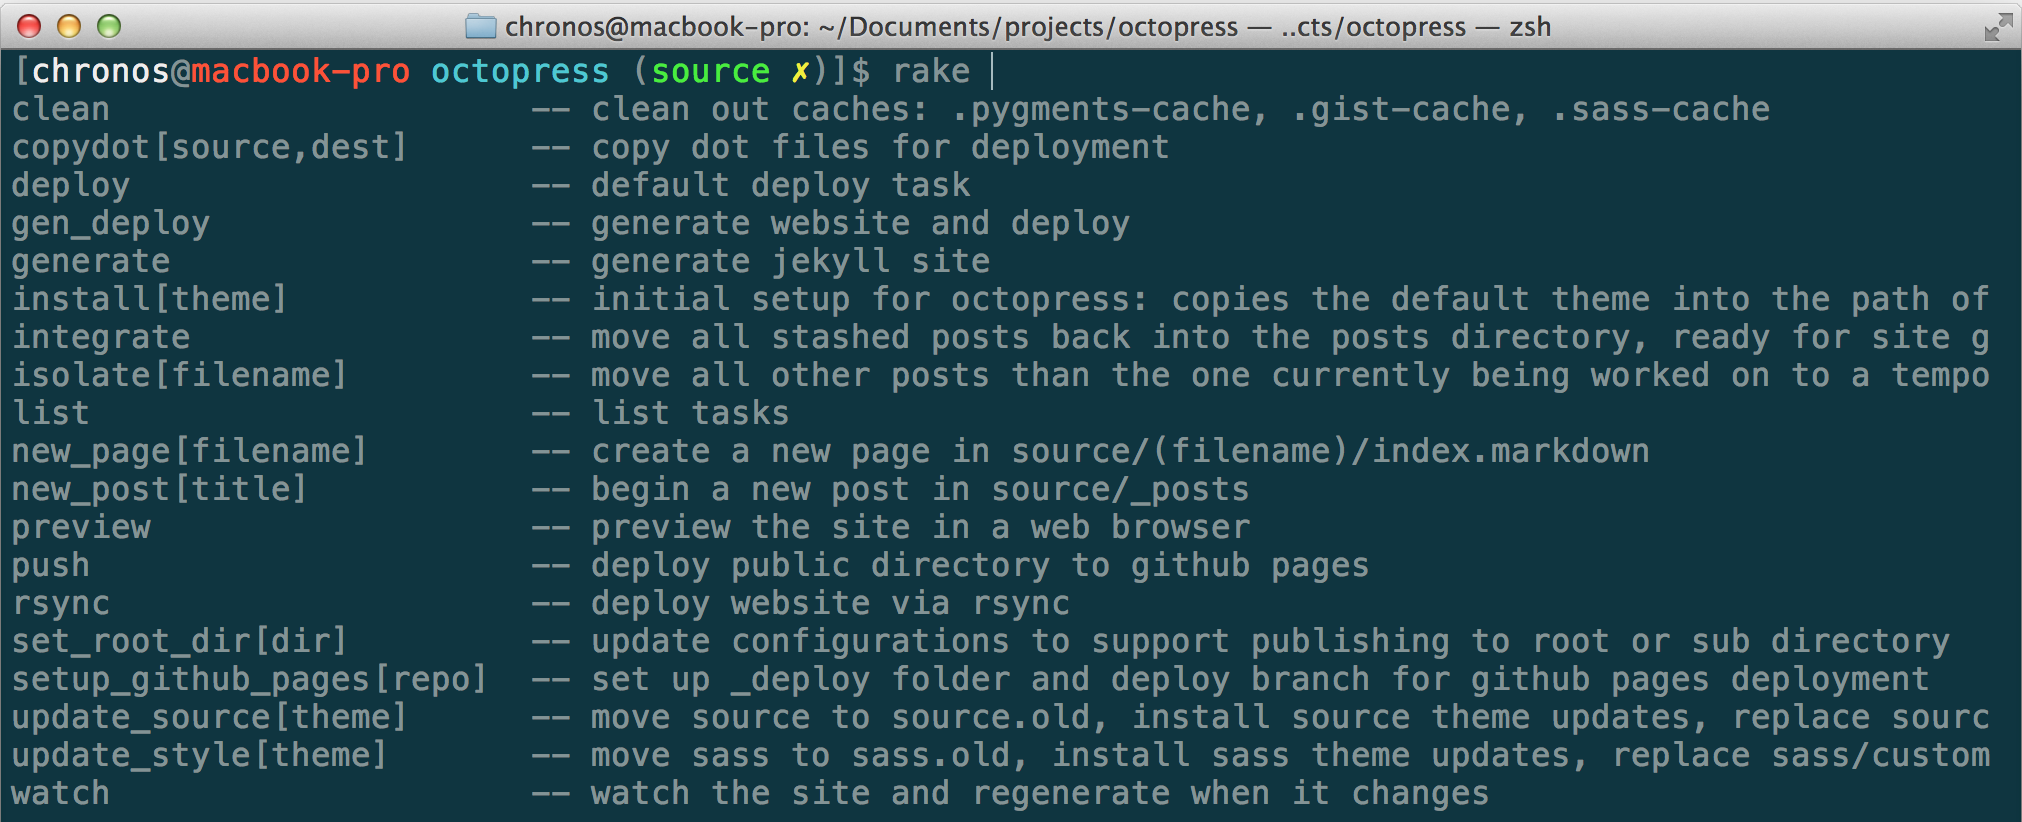 chronos@macbook-pro: ~/Documents/projects/octopress — ..cts/octopress — zsh
[chronos@macbook-pro octopress (source ✗)]$ rake
clean -- clean out caches: .pygments-cache, .gist-cache, .sass-cache
copydot[source,dest] -- copy dot files for deployment
deploy -- default deploy task
gen_deploy -- generate website and deploy
generate -- generate jekyll site
install[theme] -- initial setup for octopress: copies the default theme into the path of
integrate -- move all stashed posts back into the posts directory, ready for site g
isolate[filename] -- move all other posts than the one currently being worked on to a tempo
list -- list tasks
new_page[filename] -- create a new page in source/(filename)/index.markdown
new_post[title] -- begin a new post in source/_posts
preview -- preview the site in a web browser
push -- deploy public directory to github pages
rsync -- deploy website via rsync
set_root_dir[dir] -- update configurations to support publishing to root or sub directory
setup_github_pages[repo] -- set up _deploy folder and deploy branch for github pages deployment
update_source[theme] -- move source to source.old, install source theme updates, replace sourc
update_style[theme] -- move sass to sass.old, install sass theme updates, replace sass/custom
watch -- watch the site and regenerate when it changes